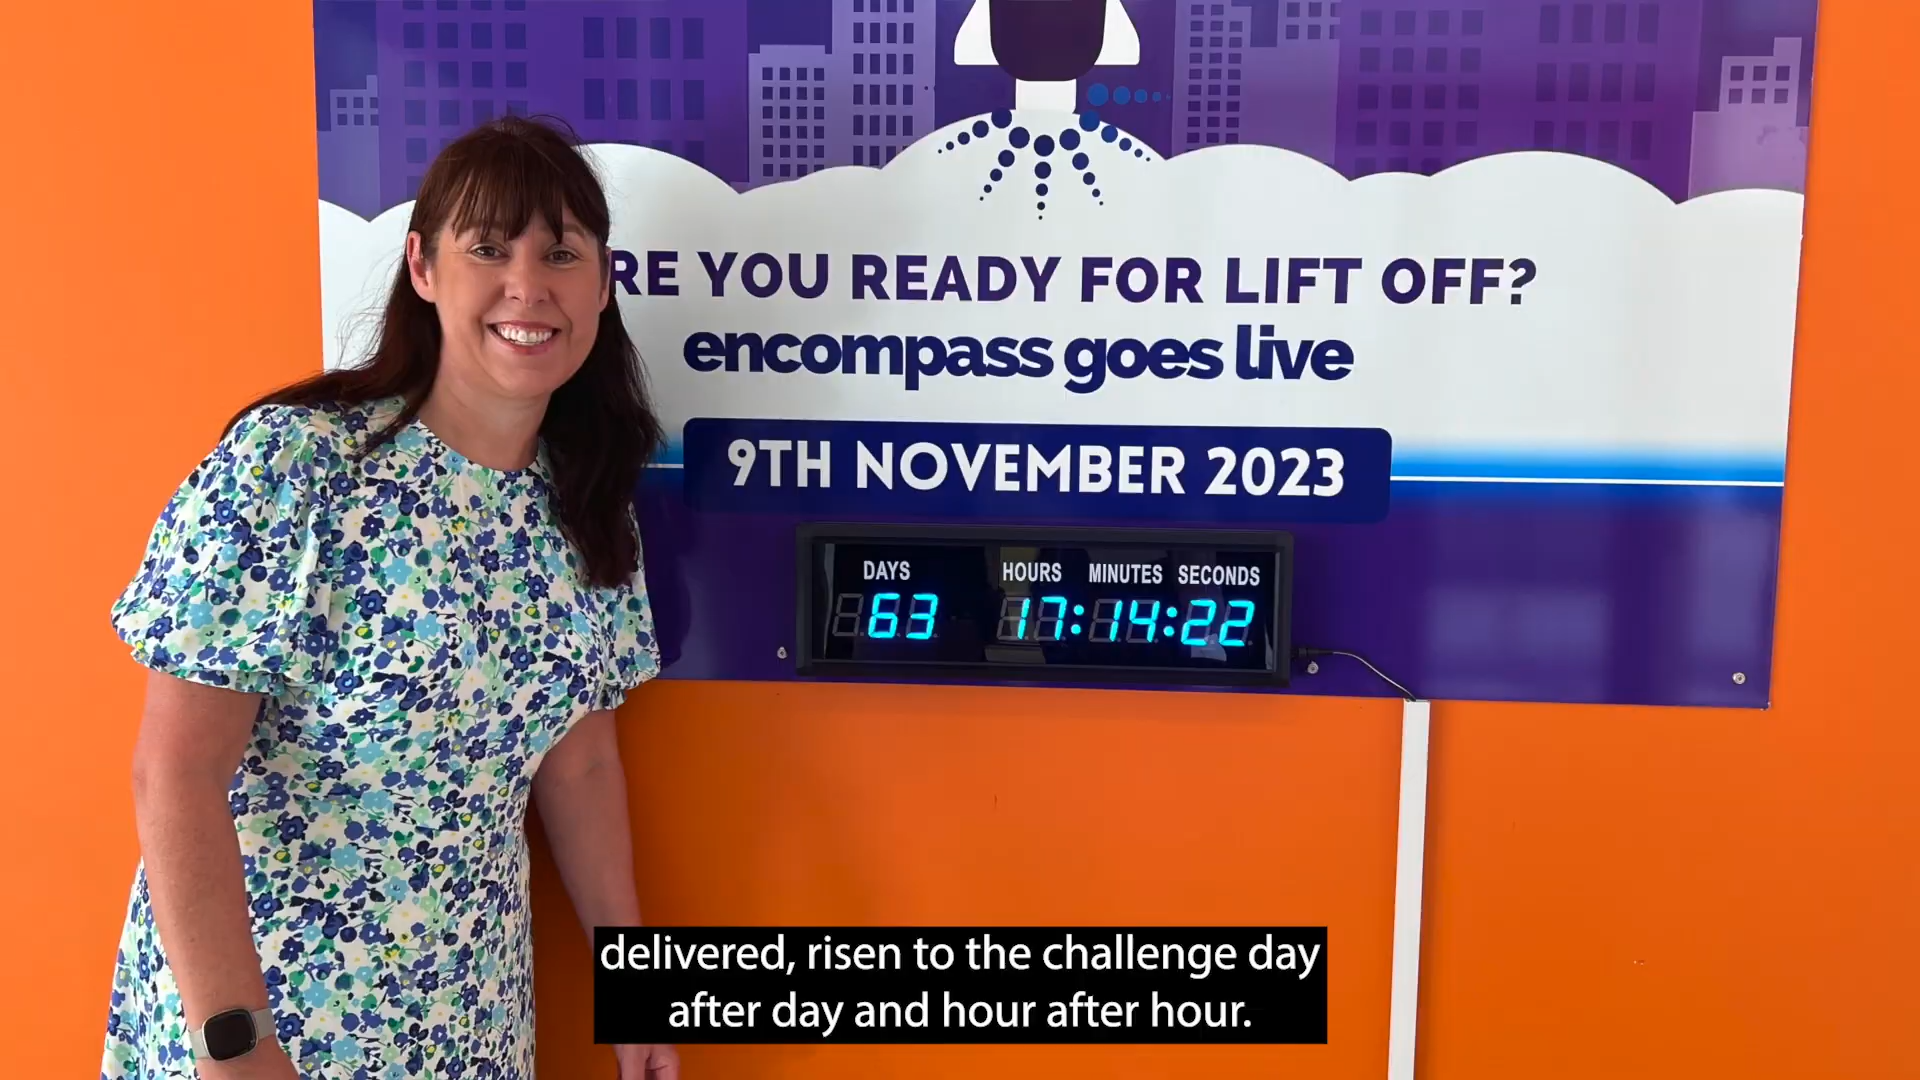 RE YOU READY FOR LIFT OFF?
encompass goes live
9TH NOVEMBER 2023
DAYS HOURS MINUTES SECONDS
63 17:14:22
delivered, risen to the challenge day
after day and hour after hour.